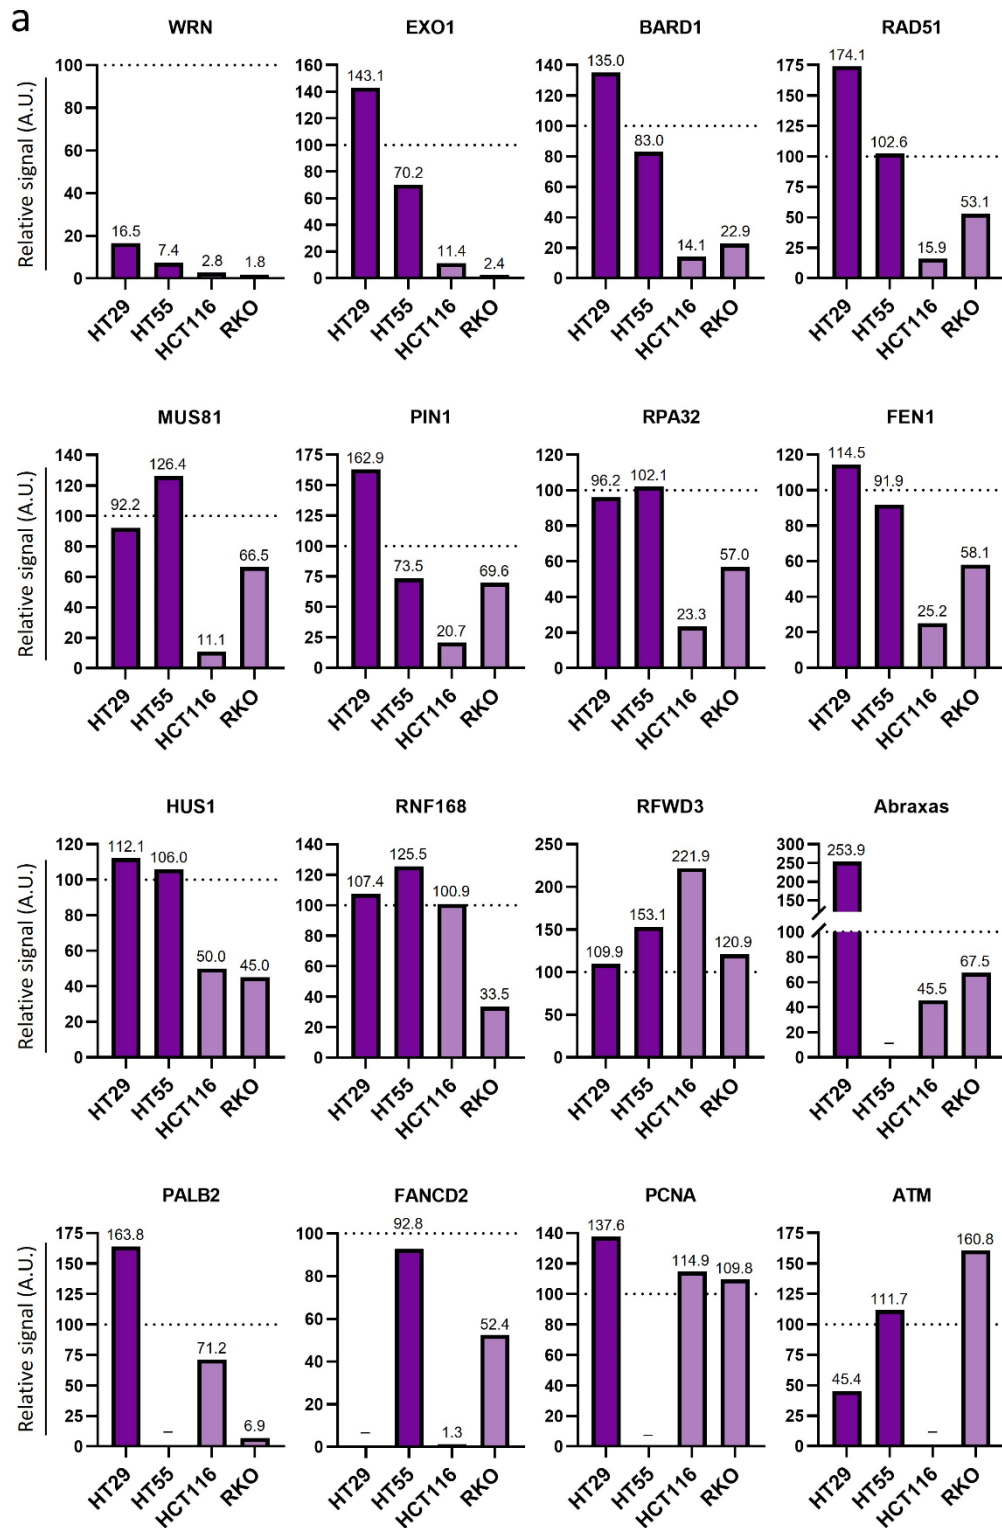 a
WRN EXO1 BARD1 RAD51
Relative signal (A.U.)
100
80
60
40
20
0
16.5 7.4 2.8 1.8
HT29 HT55 HCT116 RKO
160
140
120
100
80
60
40
20
0
143.1 70.2 11.4 2.4
HT29 HT55 HCT116 RKO
140
120
100
80
60
40
20
0
135.0 83.0 14.1 22.9
HT29 HT55 HCT116 RKO
175
150
125
100
75
50
25
0
174.1 102.6 15.9 53.1
HT29 HT55 HCT116 RKO
MUS81 PIN1 RPA32 FEN1
Relative signal (A.U.)
140
120
100
80
60
40
20
0
92.2 126.4 11.1 66.5
HT29 HT55 HCT116 RKO
175
150
125
100
75
50
25
0
162.9 73.5 20.7 69.6
HT29 HT55 HCT116 RKO
120
100
80
60
40
20
0
96.2 102.1 23.3 57.0
HT29 HT55 HCT116 RKO
120
100
80
60
40
20
0
114.5 91.9 25.2 58.1
HT29 HT55 HCT116 RKO
HUS1 RNF168 RFWD3 Abraxas
Relative signal (A.U.)
120
100
80
60
40
20
0
112.1 106.0 50.0 45.0
HT29 HT55 HCT116 RKO
140
120
100
80
60
40
20
0
107.4 125.5 100.9 33.5
HT29 HT55 HCT116 RKO
250
200
150
100
50
0
109.9 153.1 221.9 120.9
HT29 HT55 HCT116 RKO
300
250
200
150
100
80
60
40
20
0
253.9 – 45.5 67.5
HT29 HT55 HCT116 RKO
PALB2 FANCD2 PCNA ATM
Relative signal (A.U.)
175
150
125
100
75
50
25
0
163.8 – 71.2 6.9
HT29 HT55 HCT116 RKO
100
80
60
40
20
0
– 92.8 1.3 52.4
HT29 HT55 HCT116 RKO
140
120
100
80
60
40
20
0
137.6 – 114.9 109.8
HT29 HT55 HCT116 RKO
175
150
125
100
75
50
25
0
45.4 111.7 – 160.8
HT29 HT55 HCT116 RKO